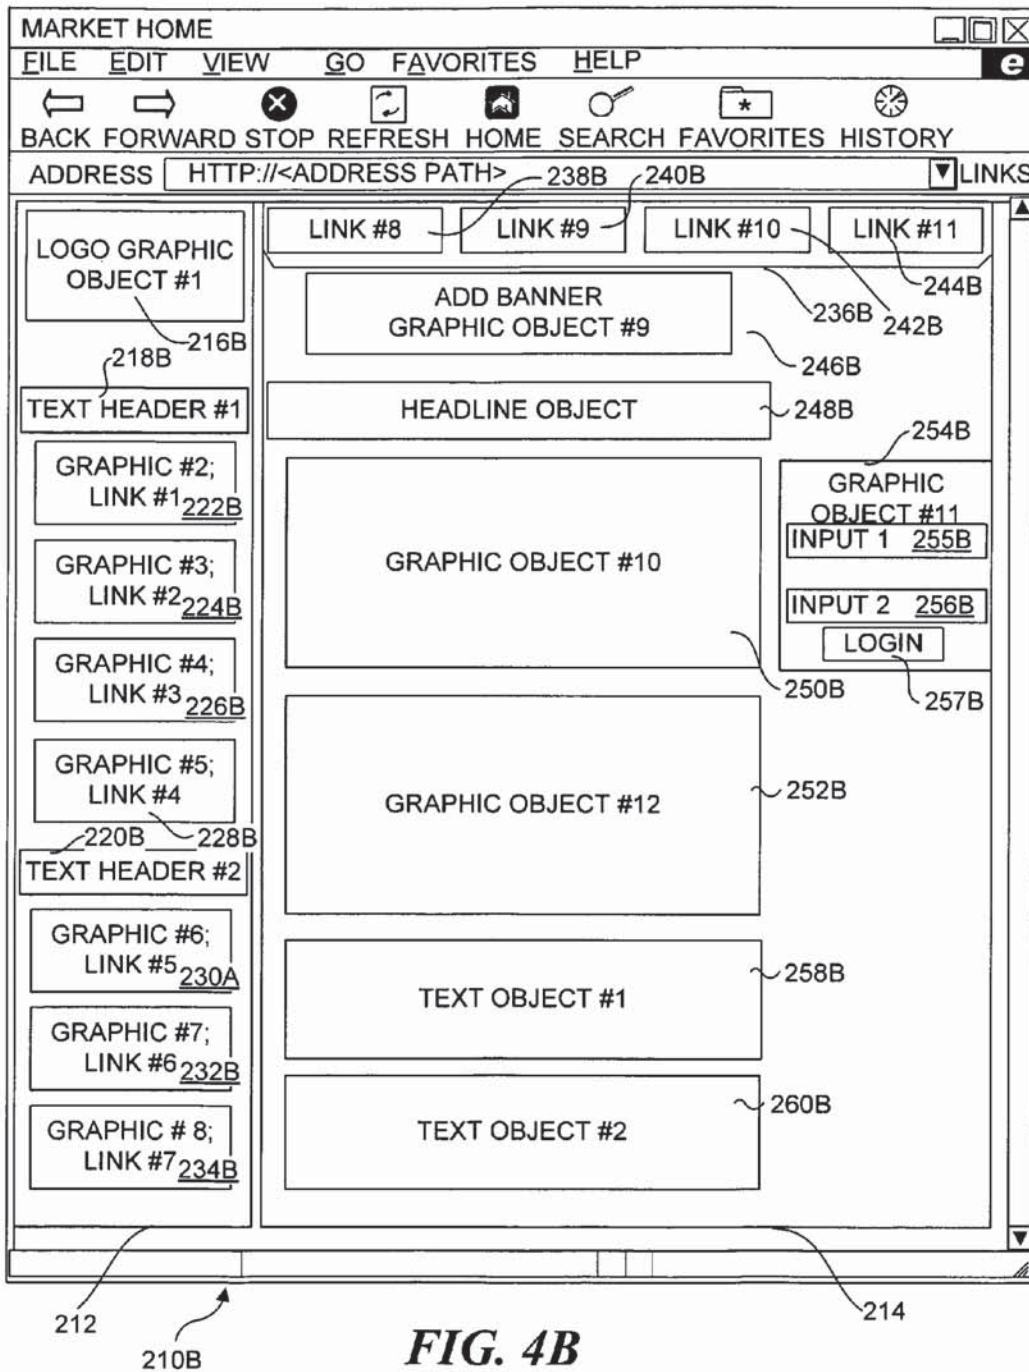 MARKET HOME
FILE EDIT VIEW GO FAVORITES HELP
e
BACK FORWARD STOP REFRESH HOME SEARCH FAVORITES HISTORY
ADDRESS HTTP://<ADDRESS PATH> LINKS
238B
240B
LOGO GRAPHIC
OBJECT #1
216B
218B
TEXT HEADER #1
GRAPHIC #2;
LINK #1 222B
GRAPHIC #3;
LINK #2 224B
GRAPHIC #4;
LINK #3 226B
GRAPHIC #5;
LINK #4
220B
228B
TEXT HEADER #2
GRAPHIC #6;
LINK #5 230A
GRAPHIC #7;
LINK #6 232B
GRAPHIC # 8;
LINK #7 234B
LINK #8 LINK #9 LINK #10 LINK #11
244B
236B
242B
ADD BANNER
GRAPHIC OBJECT #9
246B
HEADLINE OBJECT
248B
254B
GRAPHIC OBJECT #10
250B
GRAPHIC
OBJECT #11
INPUT 1 255B
INPUT 2 256B
LOGIN
257B
GRAPHIC OBJECT #12
252B
TEXT OBJECT #1
258B
TEXT OBJECT #2
260B
212
214
210B
FIG. 4B